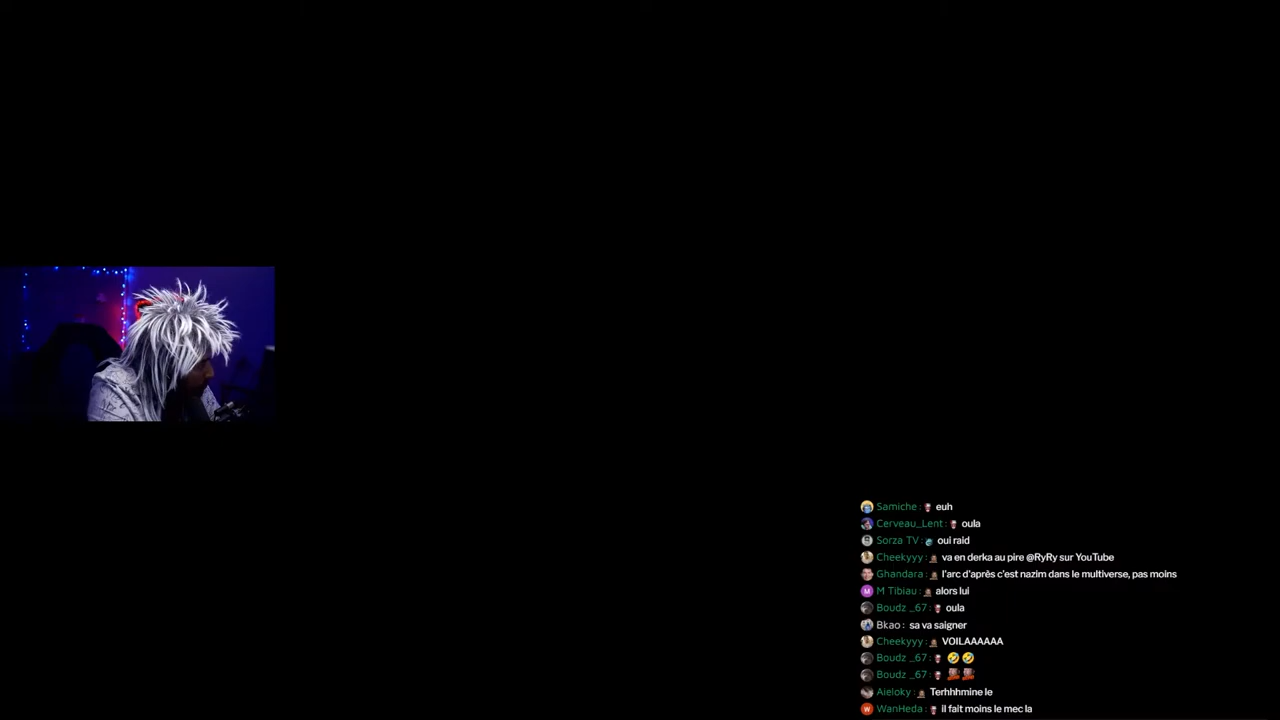 Samiche : euh
Cerveau_Lent : oula
Sorza TV : oui raid
Cheekyyy : va en derka au pire @RyRy sur YouTube
Ghandara : l'arc d'après c'est nazim dans le multiverse, pas moins
M Tibiau : alors lui
Boudz _67 : oula
Bkao : sa va saigner
Cheekyyy : VOILAAAAAA
Boudz _67 : 🤣🤣
Boudz _67 :
Aieloky : Terhhhmine le
WanHeda : il fait moins le mec la